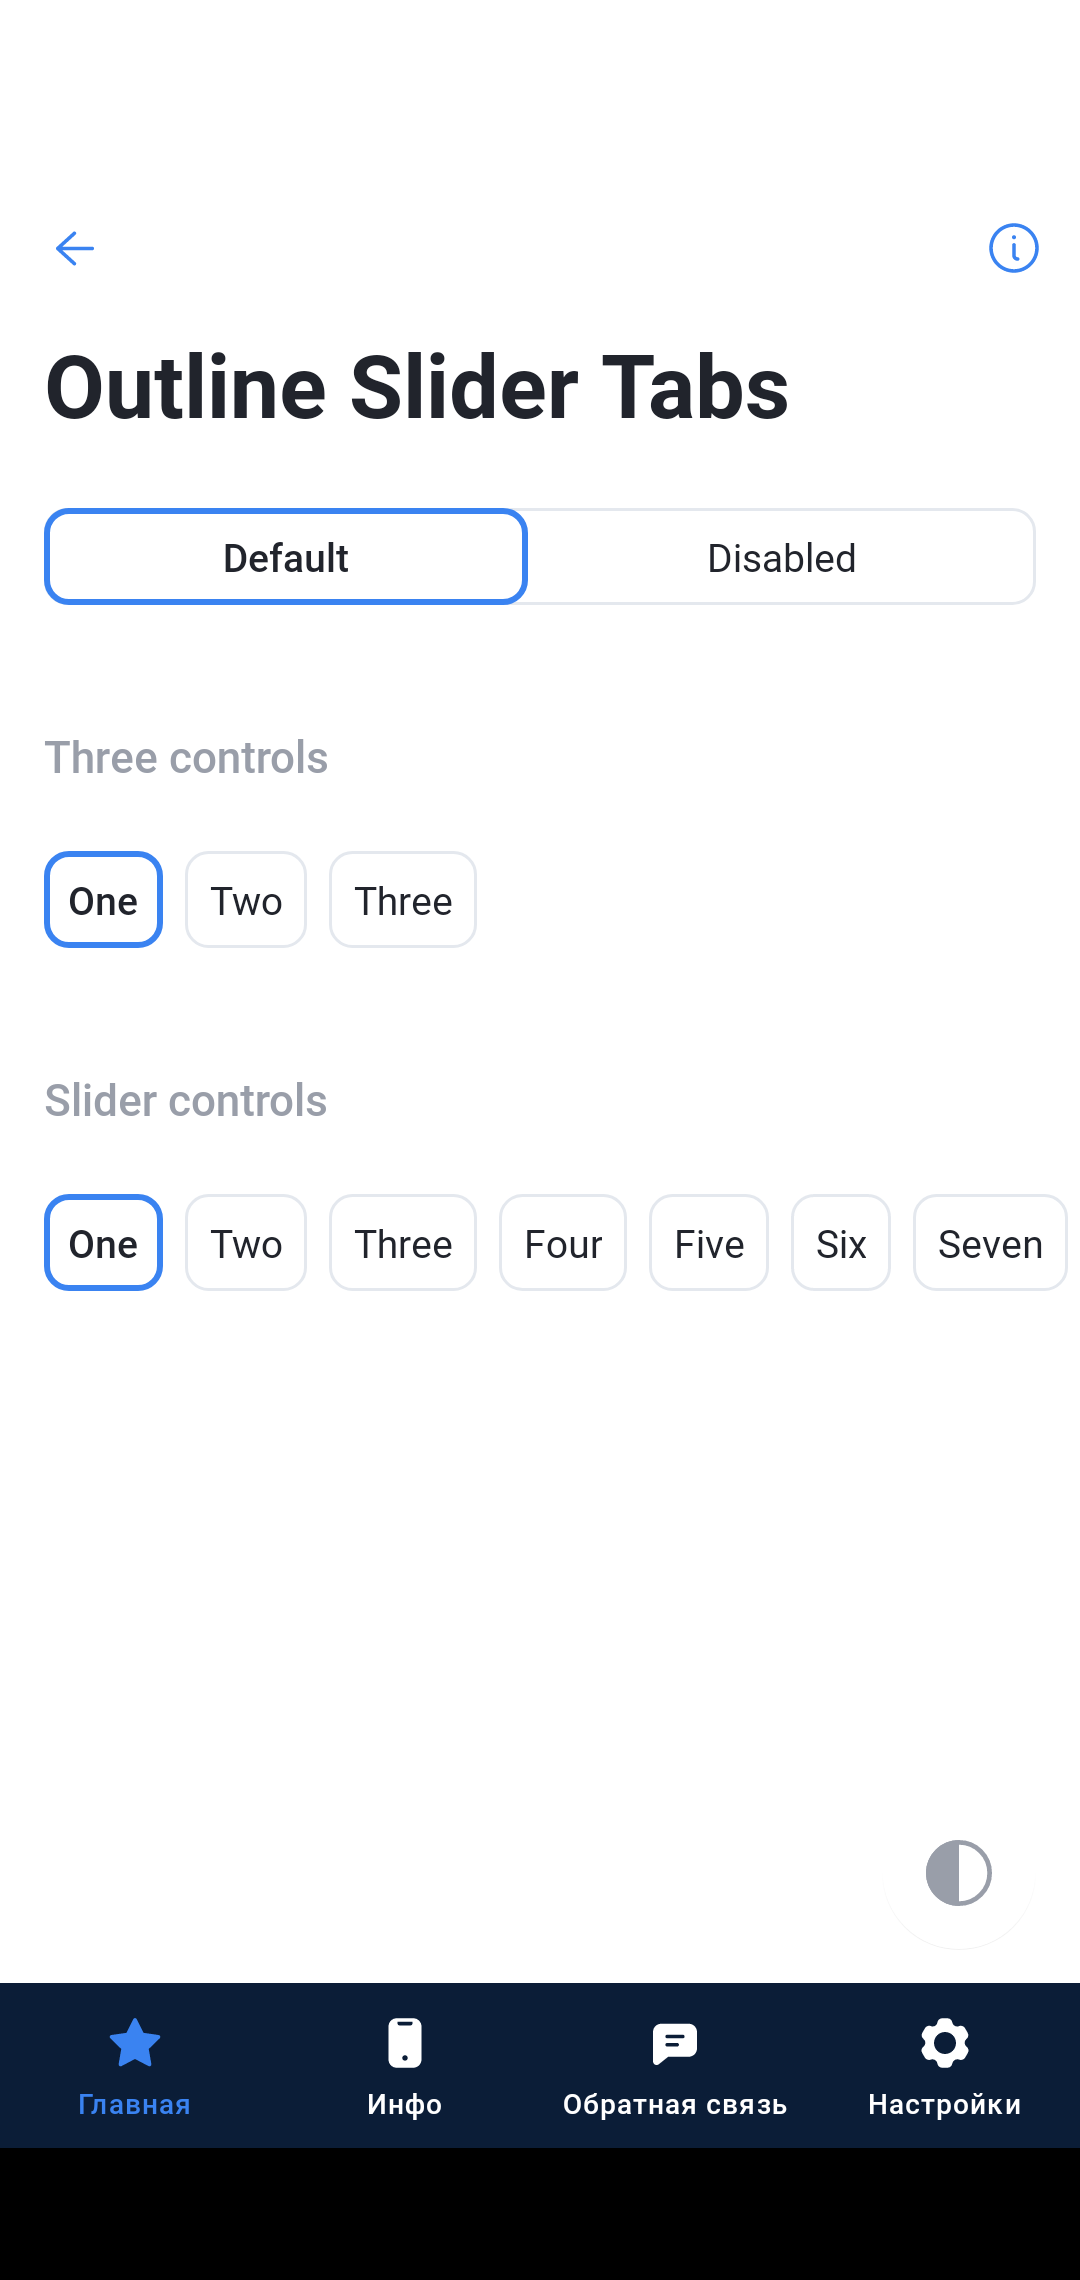 Outline Slider Tabs
Default Disabled
Three controls
One Two Three
Slider controls
One Two Three Four Five Six Seven
Главная Инфо Обратная связь Настройки